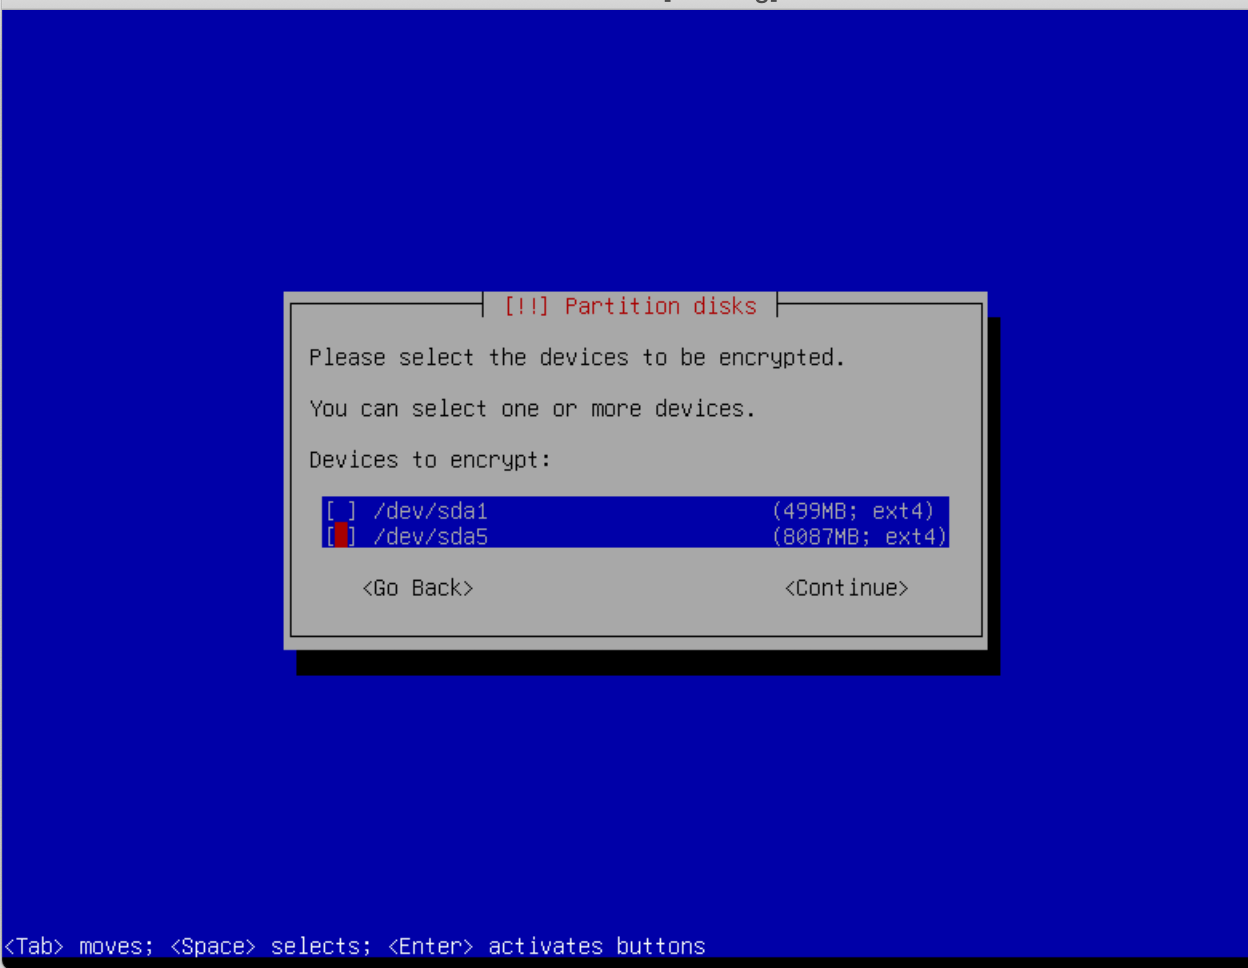 [!!] Partition disks
Please select the devices to be encrypted.
You can select one or more devices.
Devices to encrypt:
[ ] /dev/sda1 (499MB; ext4)
[ ] /dev/sda5 (8087MB; ext4)
<Go Back> <Continue>
<Tab> moves; <Space> selects; <Enter> activates buttons